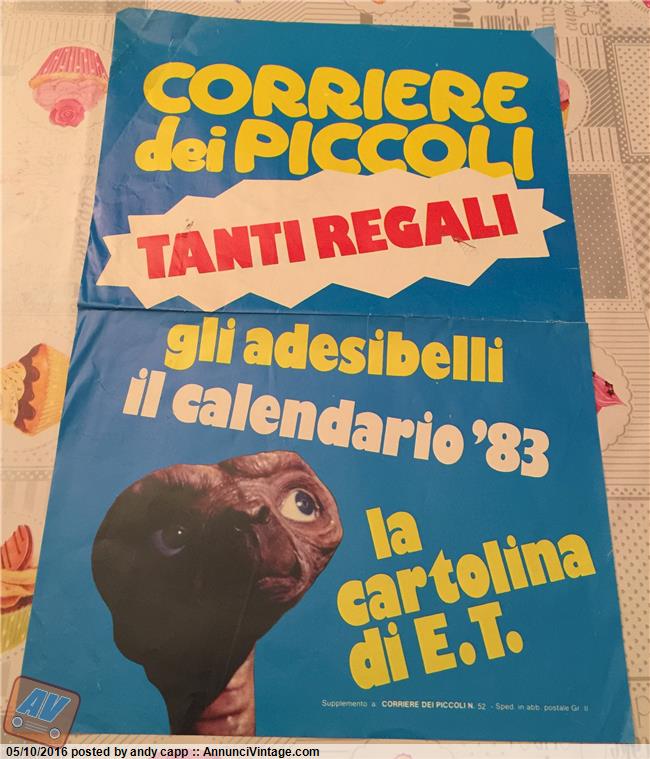 CORRIERE
dei PICCOLI
TANTI REGALI
gli adesibelli
il calendario '83
la
cartolina
di E.T.
Supplemento a: CORRIERE DEI PICCOLI N. 52 - Sped. in abb. postale Gr. II
AV
05/10/2016 posted by andy capp :: AnnunciVintage.com